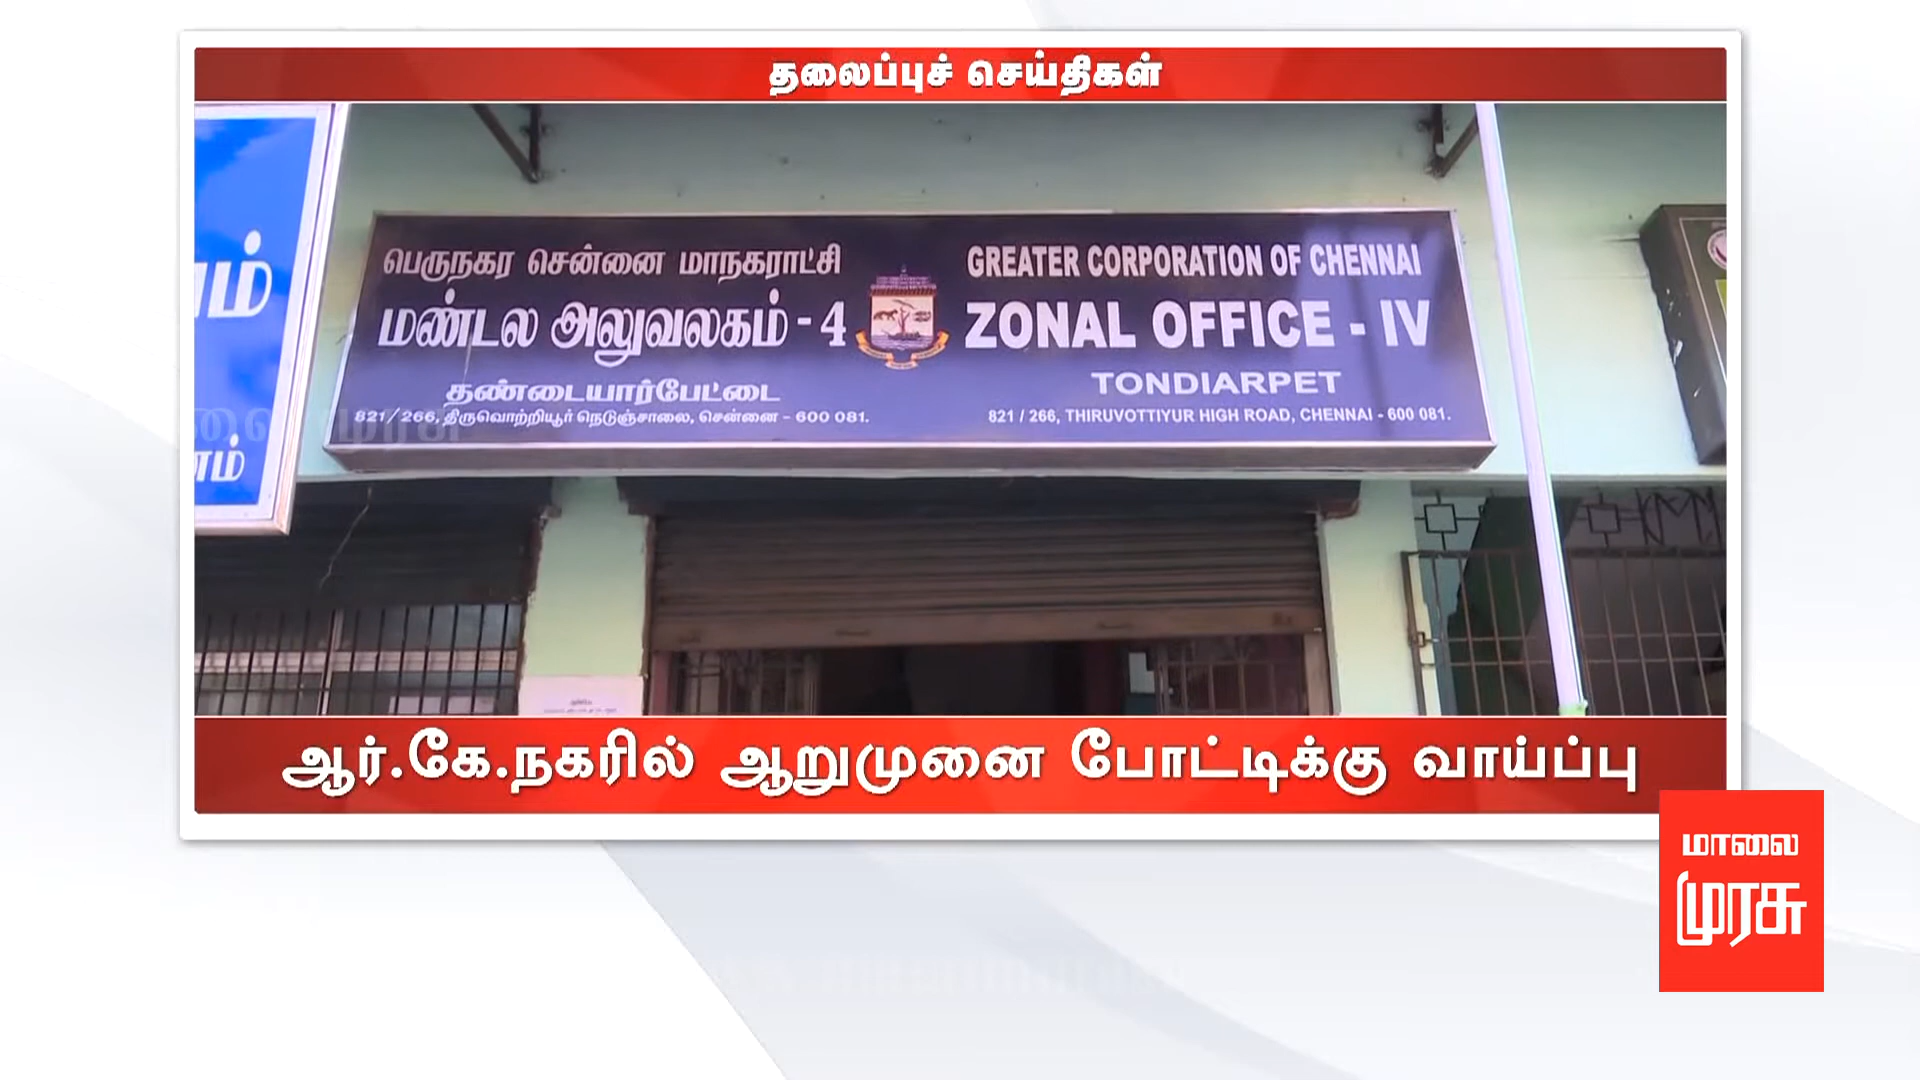 தலைப்புச் செய்திகள்
பெருநகர சென்னை மாநகராட்சி
மண்டல அலுவலகம் - 4
தண்டையார்பேட்டை
821/266, திருவொற்றியூர் நெடுஞ்சாலை, சென்னை - 600 081.
GREATER CORPORATION OF CHENNAI
ZONAL OFFICE - IV
TONDIARPET
821 / 266, THIRUVOTTIYUR HIGH ROAD, CHENNAI - 600 081.
ஆர்.கே.நகரில் ஆறுமுனை போட்டிக்கு வாய்ப்பு
மாலை
முரசு